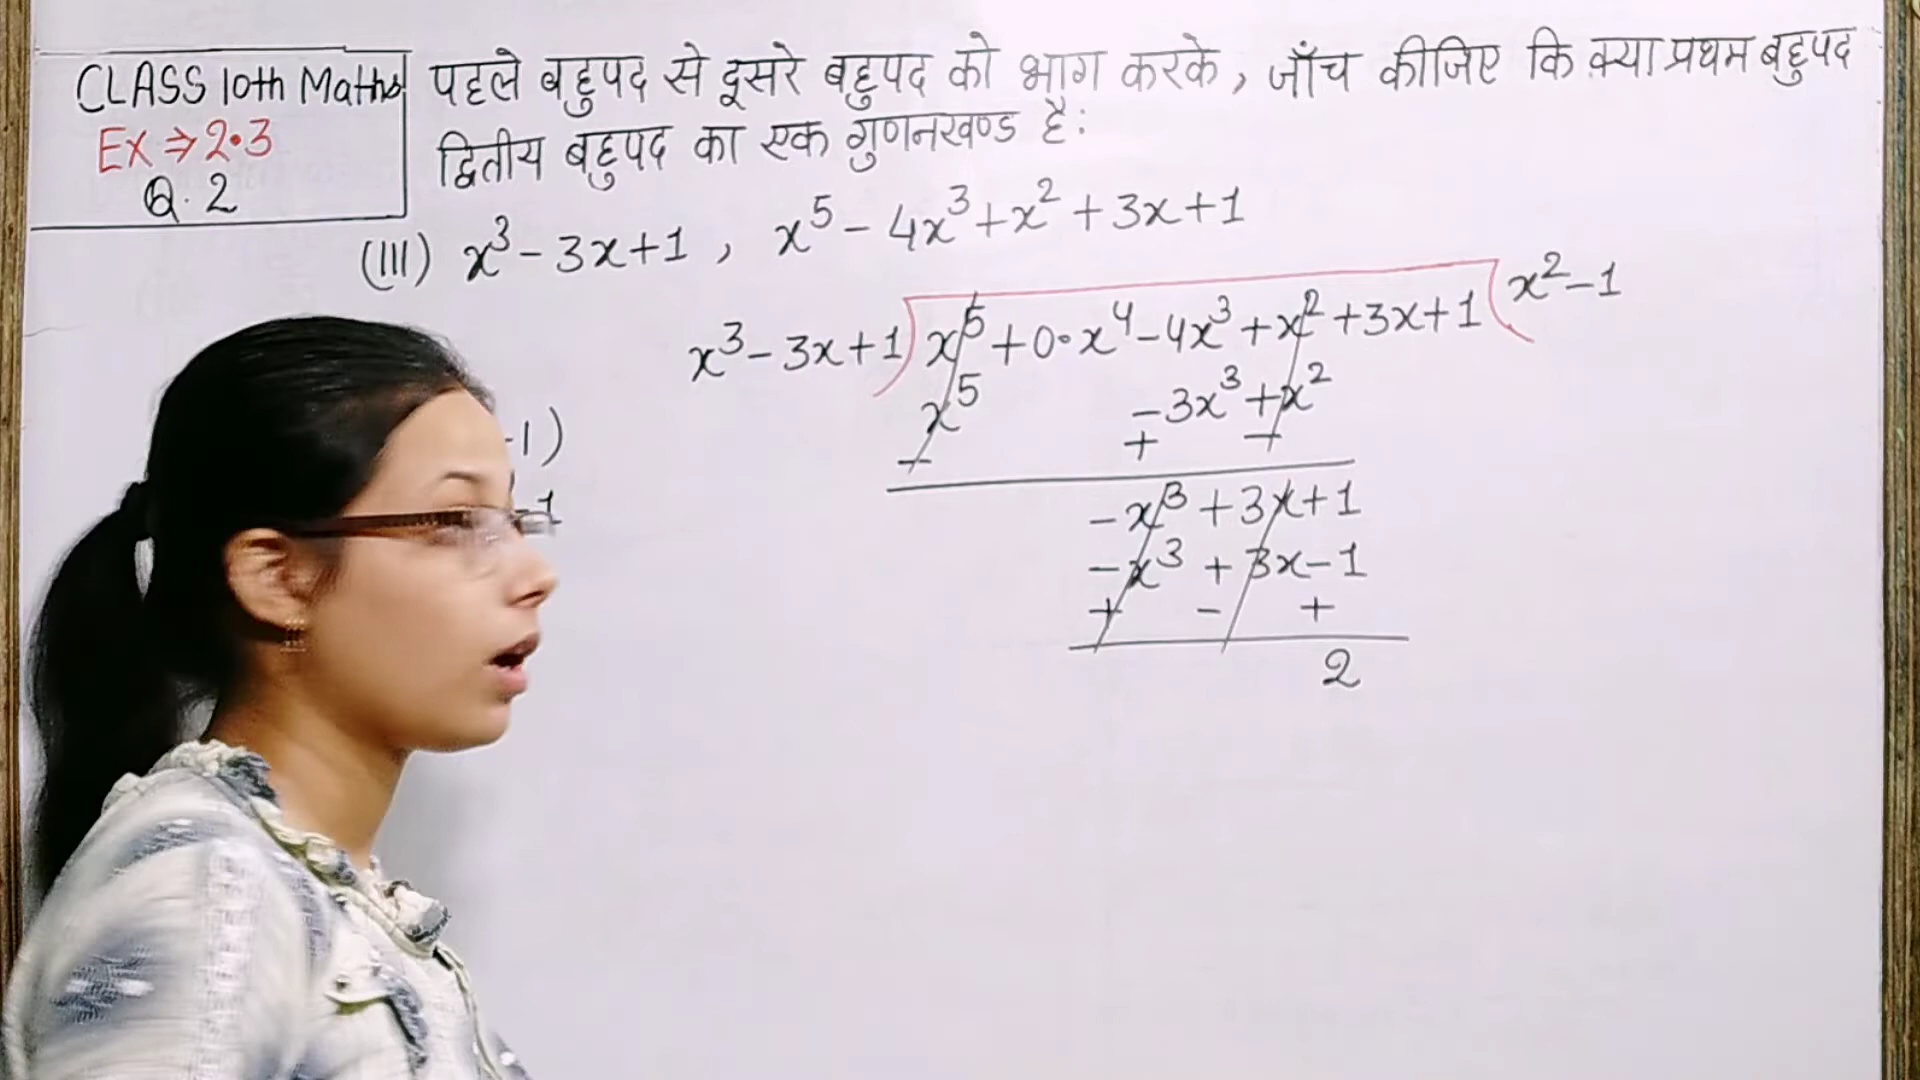 CLASS 10th Maths
Ex ⇒ 2.3
Q. 2
पहले बहुपद से दूसरे बहुपद को भाग करके, जाँच कीजिए कि क्या प्रथम बहुपद
द्वितीय बहुपद का एक गुणनखण्ड है:
(III) x³ - 3x + 1 , x⁵ - 4x³ + x² + 3x + 1
x³ - 3x + 1 ) x⁵ + 0·x⁴ - 4x³ + x² + 3x + 1 ( x² - 1
x⁵ - 3x³ + x²
- + -
- x³ + 3x + 1
- x³ + 3x - 1
+ - +
2
-1)
-1